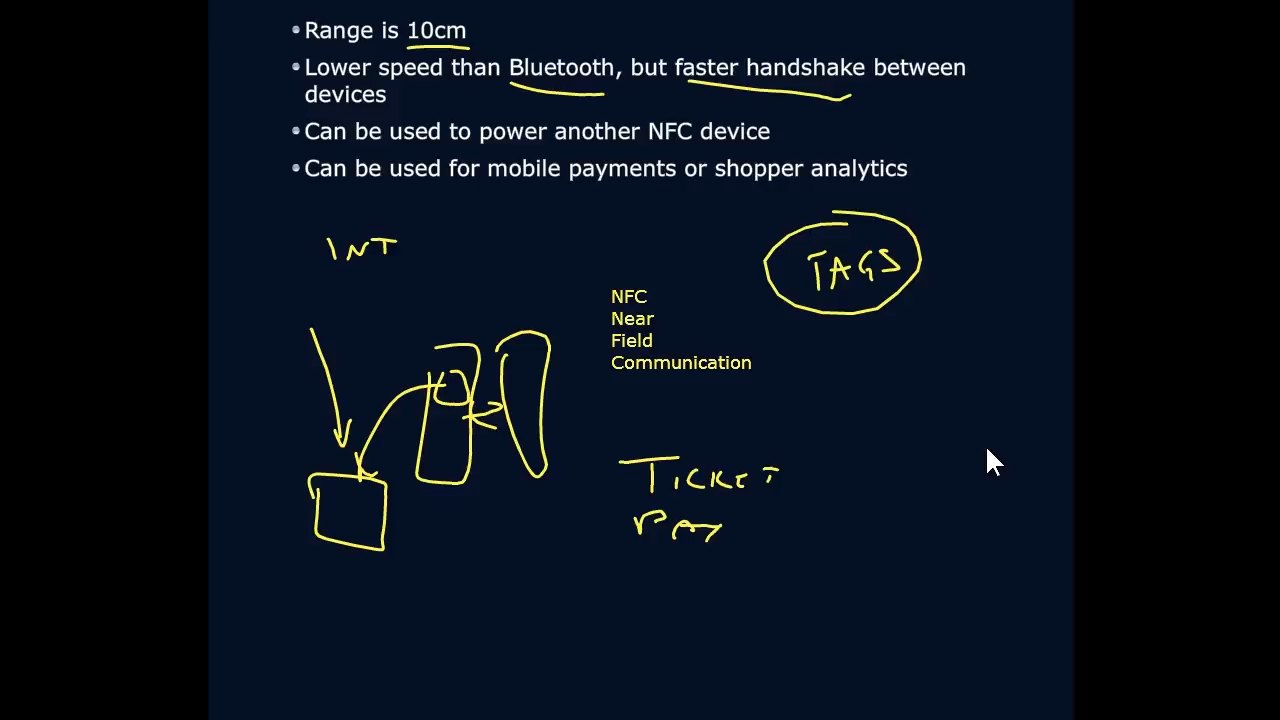 • Range is 10cm
• Lower speed than Bluetooth, but faster handshake between
devices
• Can be used to power another NFC device
• Can be used for mobile payments or shopper analytics
INT
TAGS
NFC
Near
Field
Communication
TICKET
PAY